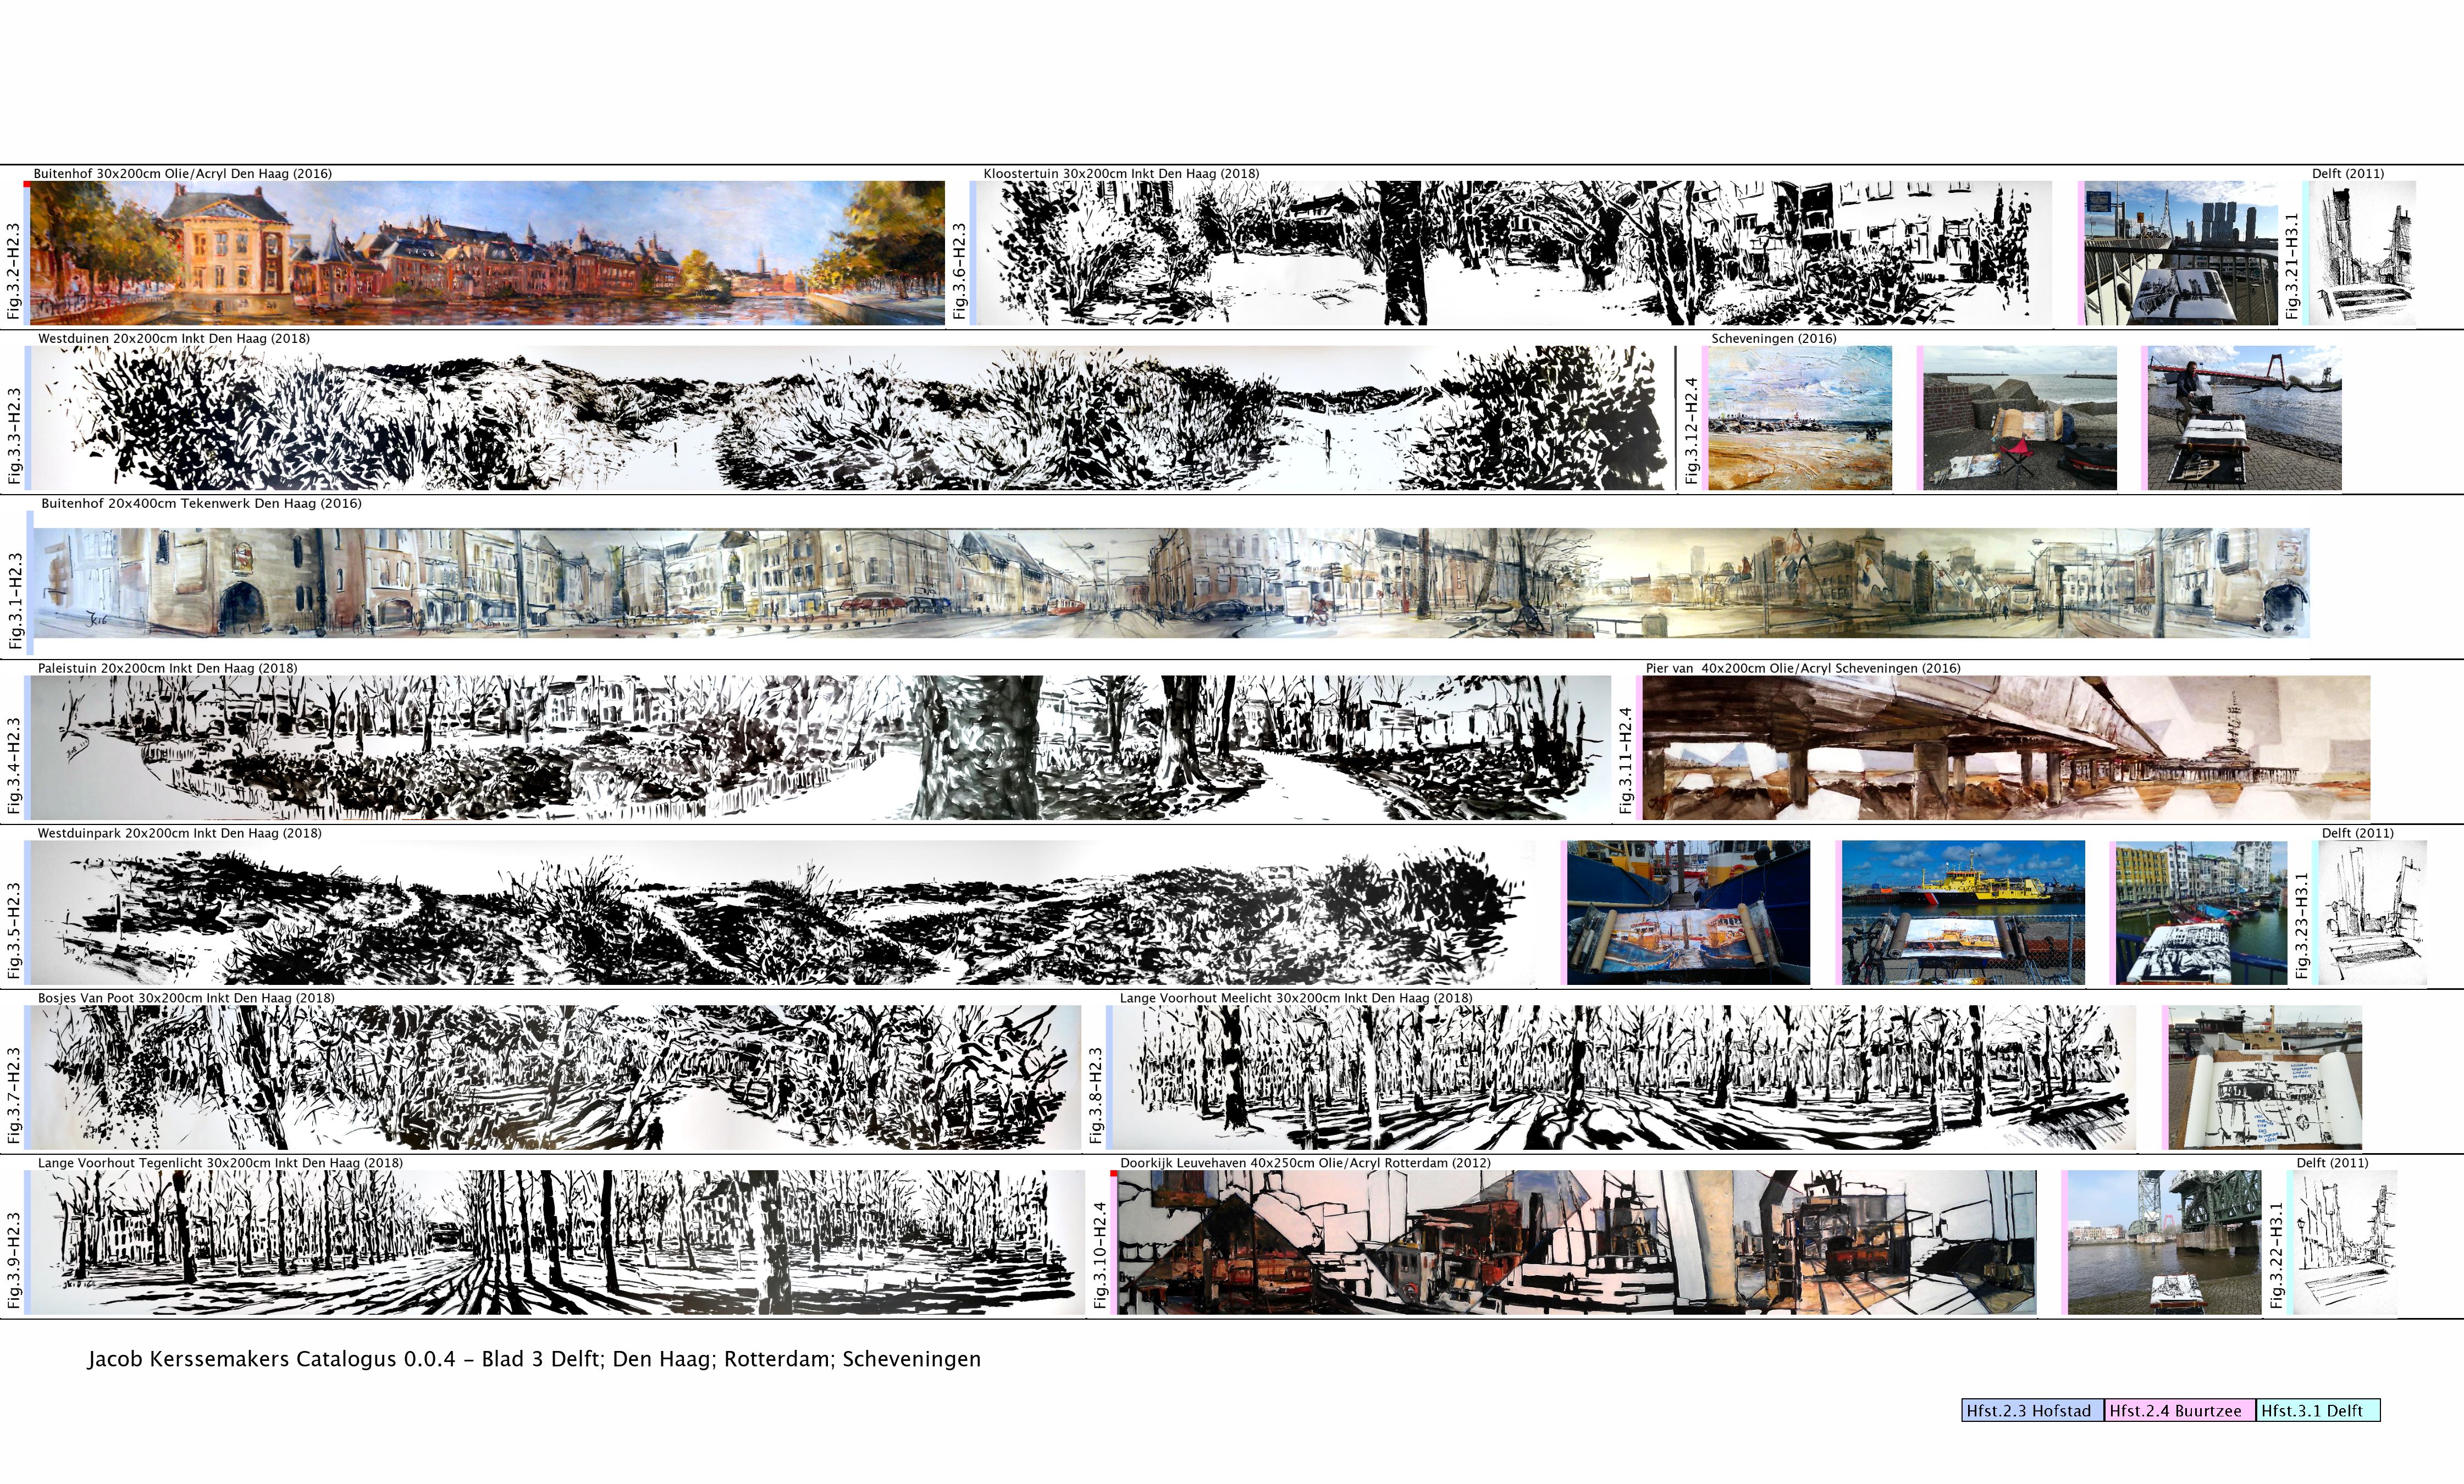 Buitenhof 30x200cm Olie/Acryl Den Haag (2016)
Fig.3.2-H2.3
Kloostertuin 30x200cm Inkt Den Haag (2018)
Fig.3.6-H2.3
Delft (2011)
Fig.3.21-H3.1
Westduinen 20x200cm Inkt Den Haag (2018)
Fig.3.3-H2.3
Scheveningen (2016)
Fig.3.12-H2.4
Buitenhof 20x400cm Tekenwerk Den Haag (2016)
Fig.3.1-H2.3
Paleistuin 20x200cm Inkt Den Haag (2018)
Fig.3.4-H2.3
Pier van  40x200cm Olie/Acryl Scheveningen (2016)
Fig.3.11-H2.4
Westduinpark 20x200cm Inkt Den Haag (2018)
Fig.3.5-H2.3
Delft (2011)
Fig.3.23-H3.1
Bosjes Van Poot 30x200cm Inkt Den Haag (2018)
Fig.3.7-H2.3
Lange Voorhout Meelicht 30x200cm Inkt Den Haag (2018)
Fig.3.8-H2.3
Lange Voorhout Tegenlicht 30x200cm Inkt Den Haag (2018)
Fig.3.9-H2.3
Doorkijk Leuvehaven 40x250cm Olie/Acryl Rotterdam (2012)
Fig.3.10-H2.4
Delft (2011)
Fig.3.22-H3.1
Jacob Kerssemakers Catalogus 0.0.4 - Blad 3 Delft; Den Haag; Rotterdam; Scheveningen
Hfst.2.3 Hofstad
Hfst.2.4 Buurtzee
Hfst.3.1 Delft